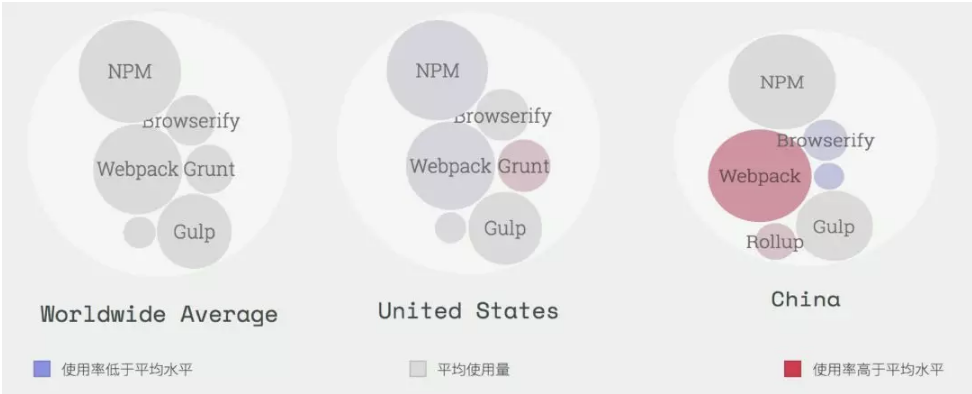 NPM
Browserify
Webpack
Grunt
Gulp
Worldwide Average
NPM
Browserify
Webpack
Grunt
Gulp
United States
NPM
Browserify
Webpack
Gulp
Rollup
China
使用率低于平均水平
平均使用量
使用率高于平均水平